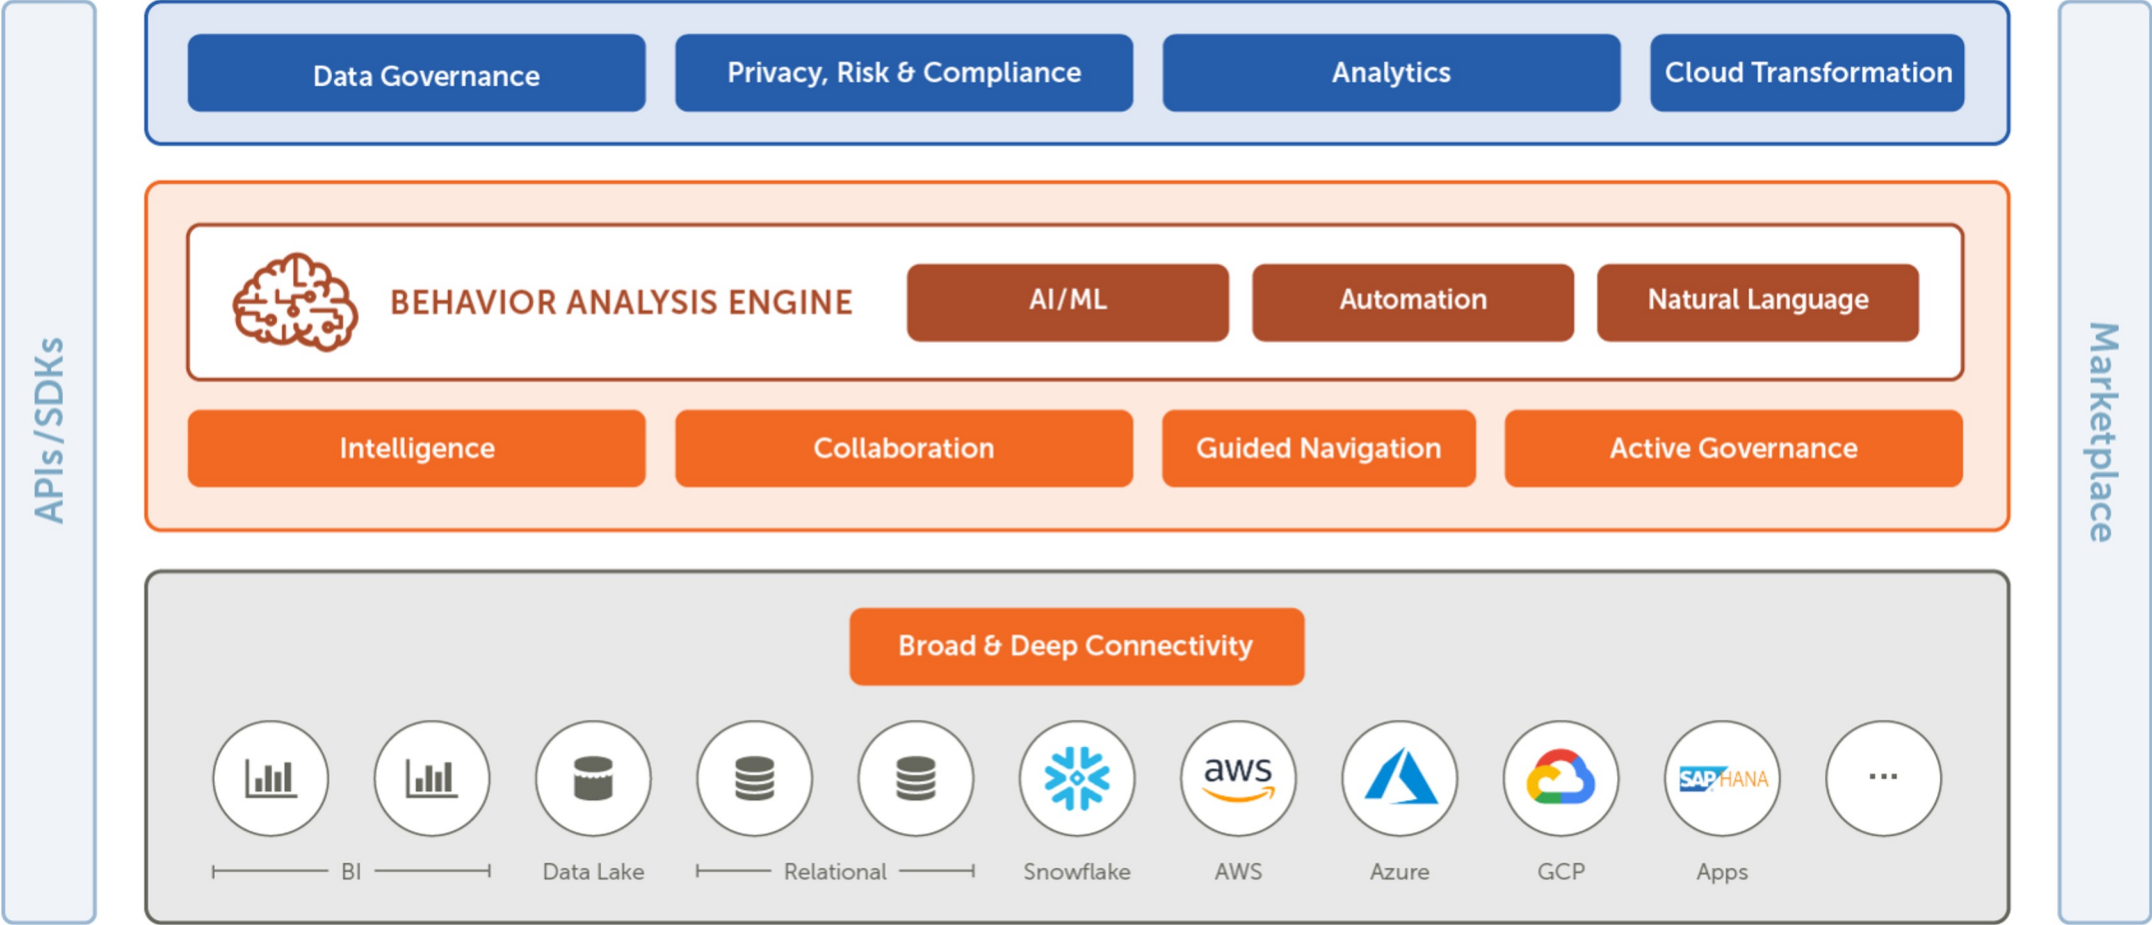 APIs/SDKs
Data Governance
Privacy, Risk & Compliance
Analytics
Cloud Transformation
BEHAVIOR ANALYSIS ENGINE
AI/ML
Automation
Natural Language
Intelligence
Collaboration
Guided Navigation
Active Governance
Broad & Deep Connectivity
aws
SAP HANA
...
BI
Data Lake
Relational
Snowflake
AWS
Azure
GCP
Apps
Marketplace